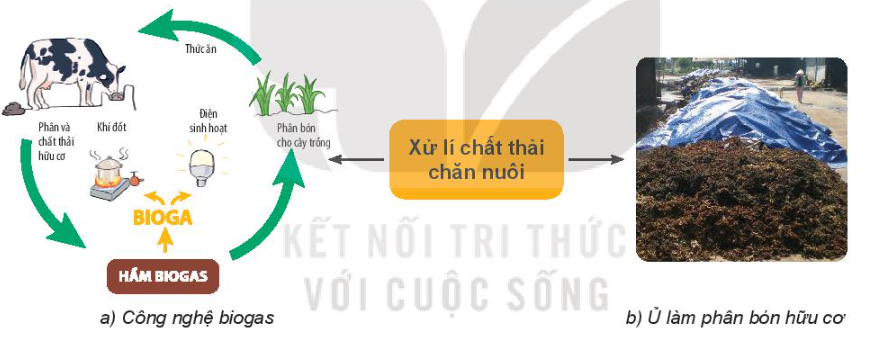 Thức ăn
Phân và
chất thải
hữu cơ
Khí đốt
Điện
sinh hoạt
Phân bón
cho cây trồng
BIOGA
HẦM BIOGAS
a) Công nghệ biogas
Xử lí chất thải
chăn nuôi
b) Ủ làm phân bón hữu cơ
KẾT NỐI TRI THỨC
VỚI CUỘC SỐNG